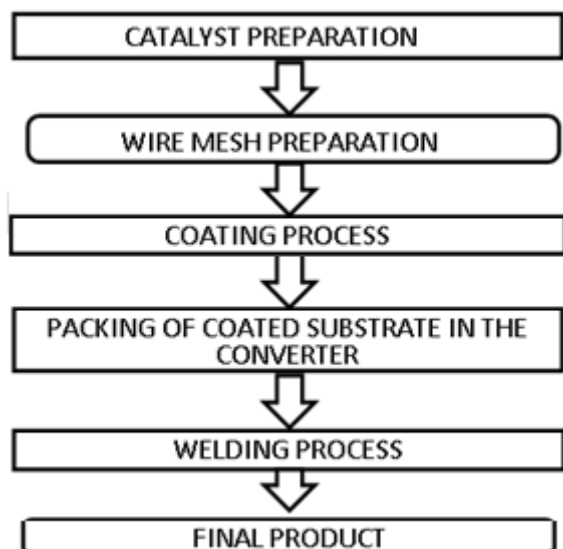 CATALYST PREPARATION
WIRE MESH PREPARATION
COATING PROCESS
PACKING OF COATED SUBSTRATE IN THE
CONVERTER
WELDING PROCESS
FINAL PRODUCT